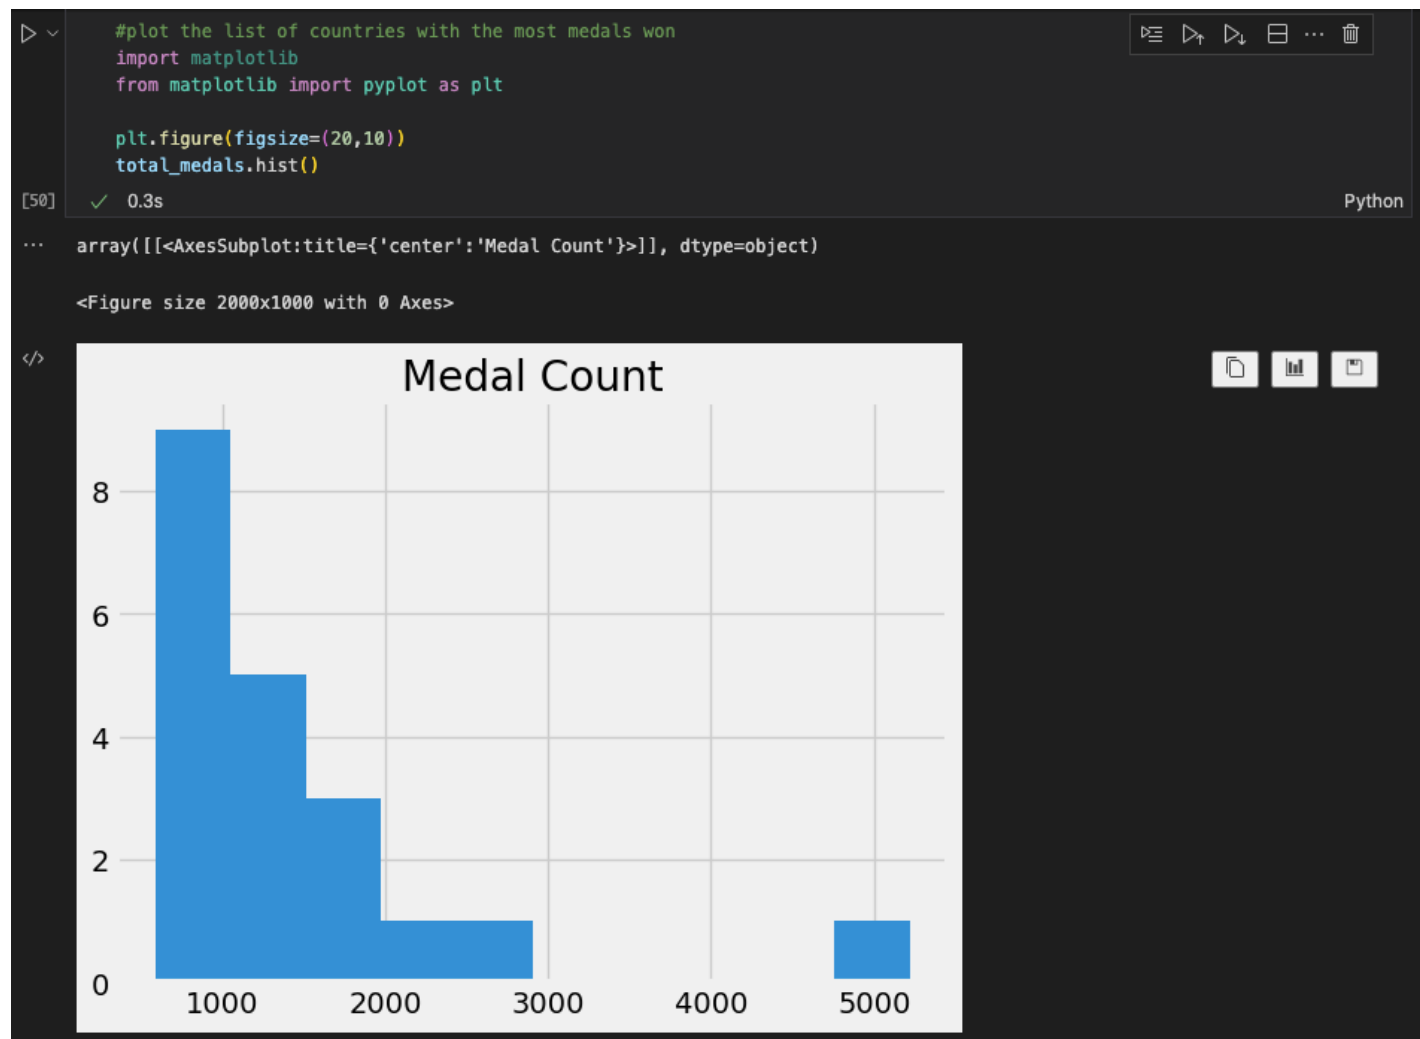 #plot the list of countries with the most medals won
import matplotlib
from matplotlib import pyplot as plt
plt.figure(figsize=(20,10))
total_medals.hist()
[50]
0.3s
Python
array([[<AxesSubplot:title={'center':'Medal Count'}>]], dtype=object)
<Figure size 2000x1000 with 0 Axes>
Medal Count
8
6
4
2
0
1000 2000 3000 4000 5000